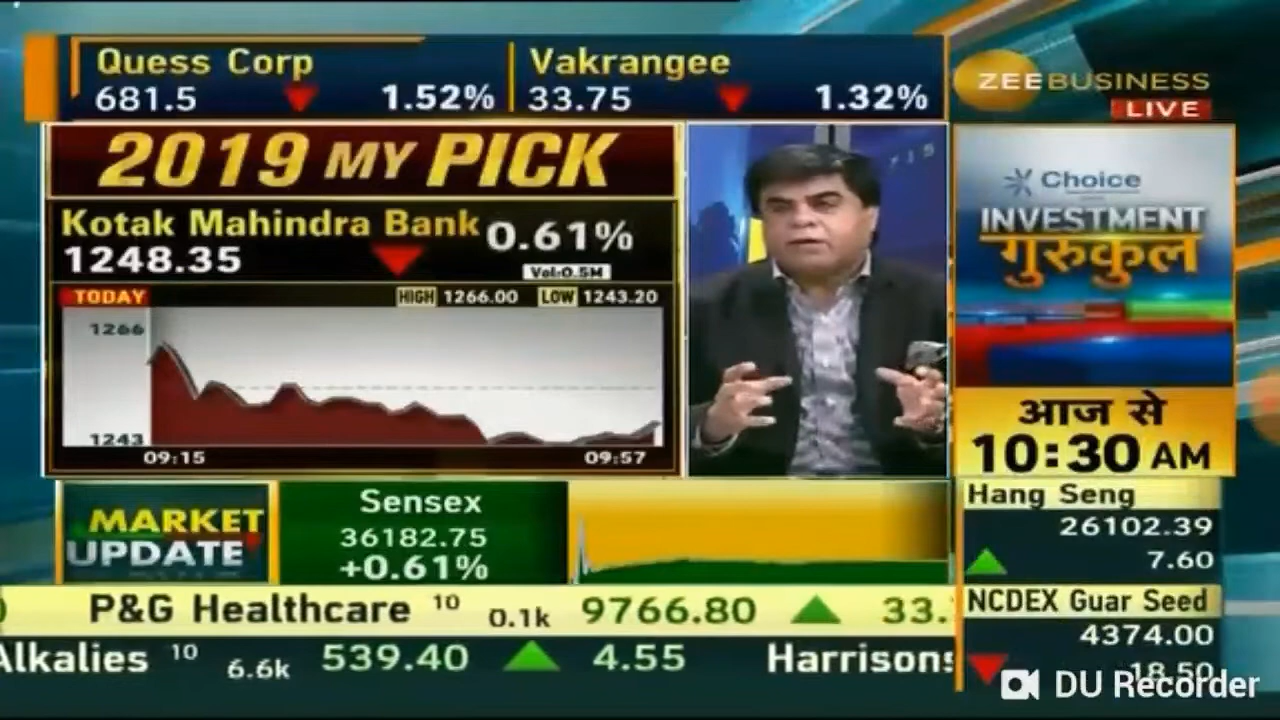 Quess Corp
681.5 1.52%
Vakrangee
33.75 1.32%
ZEEBUSINESS
LIVE
2019 MY PICK
Kotak Mahindra Bank
1248.35 0.61%
Vol:0.5M
TODAY HIGH 1266.00 LOW 1243.20
1266
1243
09:15 09:57
Choice
INVESTMENT
गुरुकुल
आज से
10:30 AM
MARKET
UPDATE
Sensex
36182.75
+0.61%
Hang Seng
26102.39
7.60
NCDEX Guar Seed
4374.00
18.50
P&G Healthcare 10 0.1k 9766.80 33.
Alkalies 10 6.6k 539.40 4.55 Harrisons
DU Recorder